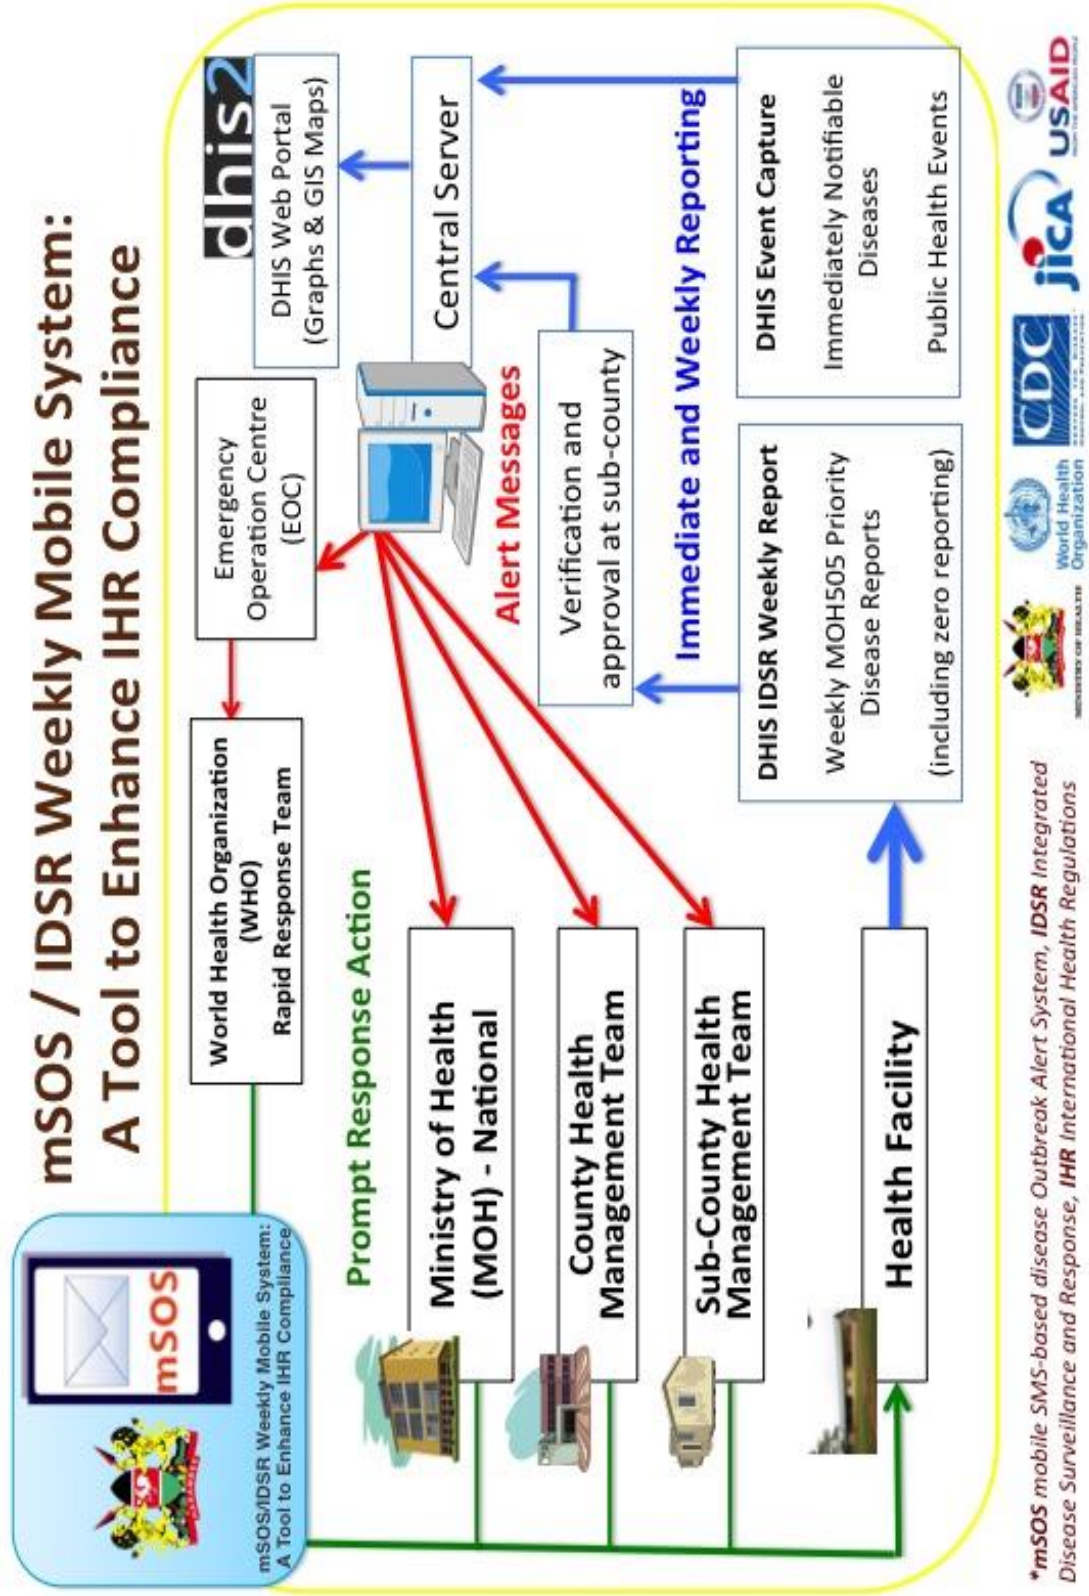 mSOS / IDSR Weekly Mobile System:
A Tool to Enhance IHR Compliance
mSOS
mSOS/IDSR Weekly Mobile System:
A Tool to Enhance IHR Compliance
World Health Organization
(WHO)
Rapid Response Team
Emergency
Operation Centre
(EOC)
dhis2
DHIS Web Portal
(Graphs & GIS Maps)
Prompt Response Action
Ministry of Health
(MOH) - National
Central Server
Alert Messages
County Health
Management Team
Verification and
approval at sub-county
Sub-County Health
Management Team
Immediate and Weekly Reporting
Health Facility
DHIS IDSR Weekly Report
Weekly MOH505 Priority
Disease Reports
(including zero reporting)
DHIS Event Capture
Immediately Notifiable
Diseases
Public Health Events
*mSOS mobile SMS-based disease Outbreak Alert System, IDSR Integrated
Disease Surveillance and Response, IHR International Health Regulations
MINISTRY OF HEALTH
World Health
Organization
CDC
jica
USAID